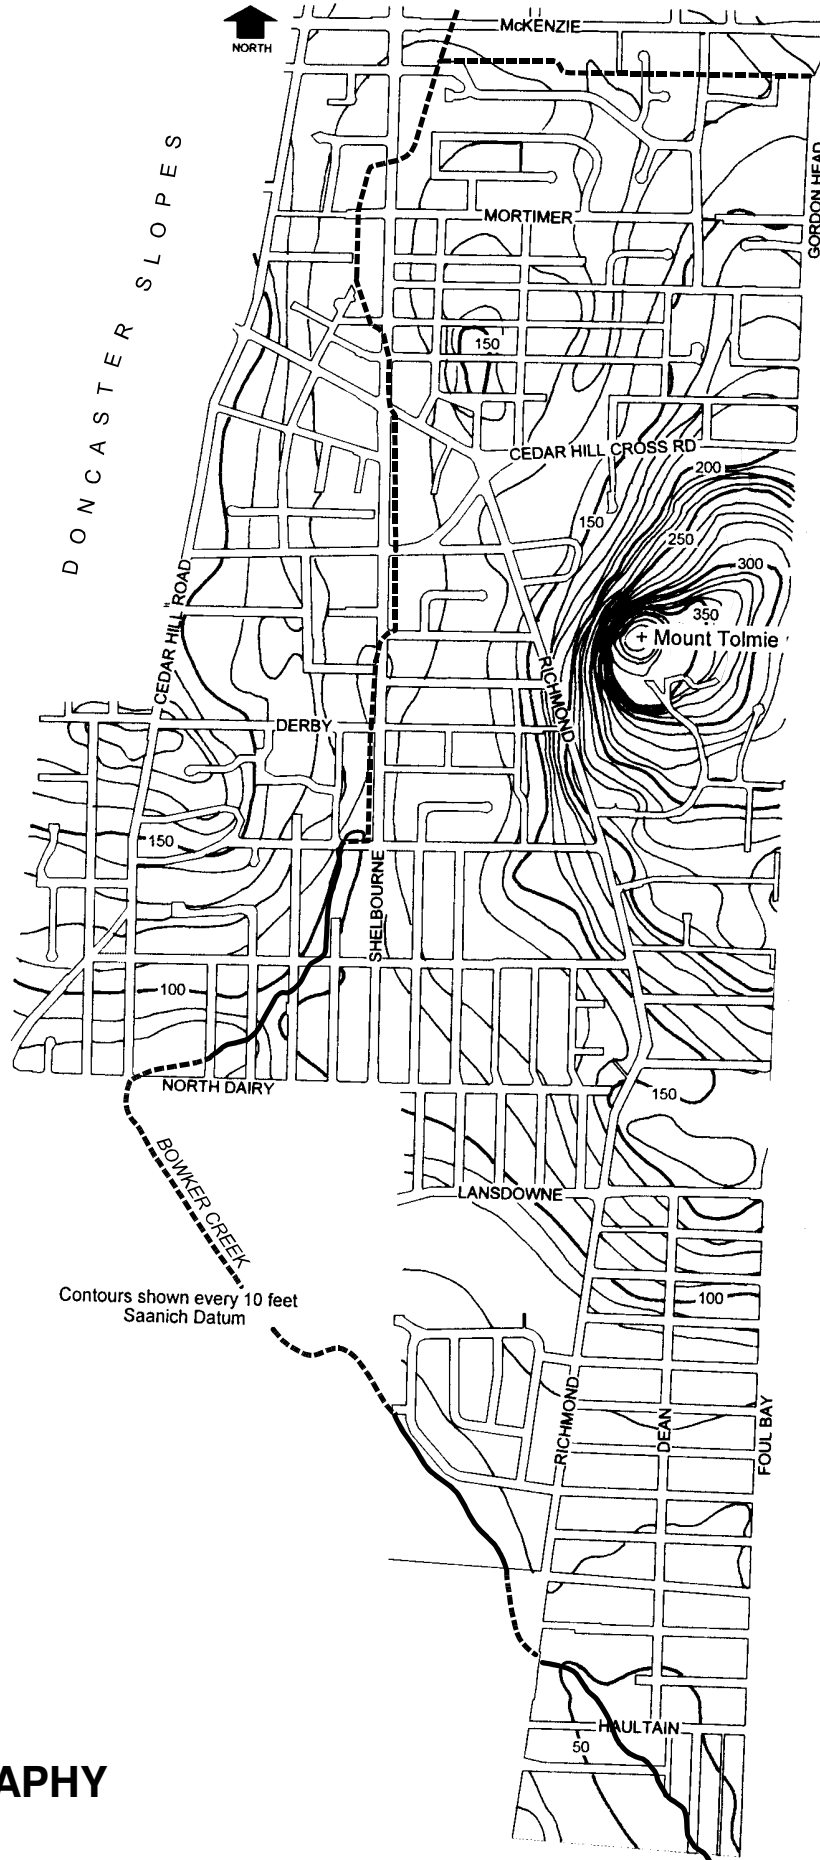 McKENZIE
NORTH
DONCASTER SLOPES
GORDON HEAD
MORTIMER
150
CEDAR HILL CROSS RD
200
150
250
300
350
+ Mount Tolmie
CEDAR HILL ROAD
RICHMOND
DERBY
150
SHELBOURNE
100
NORTH DAIRY
150
BOWKER CREEK
LANSDOWNE
Contours shown every 10 feet
Saanich Datum
100
RICHMOND
DEAN
FOUL BAY
HAULTAIN
50
APHY